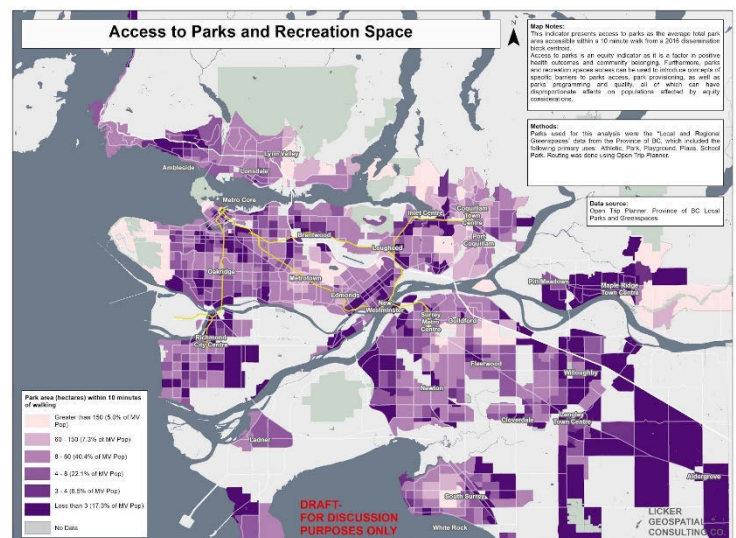 Access to Parks and Recreation Space
Map Notes:
This indicator presents access to parks as the average total park
area accessible within a 10 minute walk from a 2016 dissemination
block centroid.
Access to parks is an equity indicator as it is a factor in positive
health outcomes and community belonging. Furthermore, parks
and recreation spaces access can be used to introduce concepts of
specific barriers to parks access, park provisioning, as well as
parks programming and quality, all of which can have
disproportionate effects on populations affected by equity
considerations.
Methods:
Parks used for this analysis were the "Local and Regional
Greenspaces" data from the Province of BC, which included the
following primary uses: Athletic, Park, Playground, Plaza, School
Park. Routing was done using Open Trip Planner.
Data source:
Open Trip Planner, Province of BC Local
Parks and Greenspaces
N
Lynn Valley
Ambleside
Lonsdale
Metro Core
Inlet Centre
Coquitlam
Town
Centre
Brentwood
Port
Coquitlam
Lougheed
Oakridge
Metrotown
Pitt Meadows
Maple Ridge
Town Centre
Edmonds
New
Westminster
Surrey
Metro
Centre
Guildford
Richmond
City Centre
Fleetwood
Willoughby
Newton
Cloverdale
Langley
Town Centre
Ladner
Aldergrove
South Surrey
White Rock
Park area (hectares) within 10 minutes
of walking
Greater than 150 (5.0% of MV
Pop)
60 - 150 (7.3% of MV Pop)
8 - 60 (40.4% of MV Pop)
4 - 8 (22.1% of MV Pop)
3 - 4 (8.5% of MV Pop)
Less than 3 (17.3% of MV Pop)
No Data
DRAFT-
FOR DISCUSSION
PURPOSES ONLY
LICKER
GEOSPATIAL
CONSULTING CO.